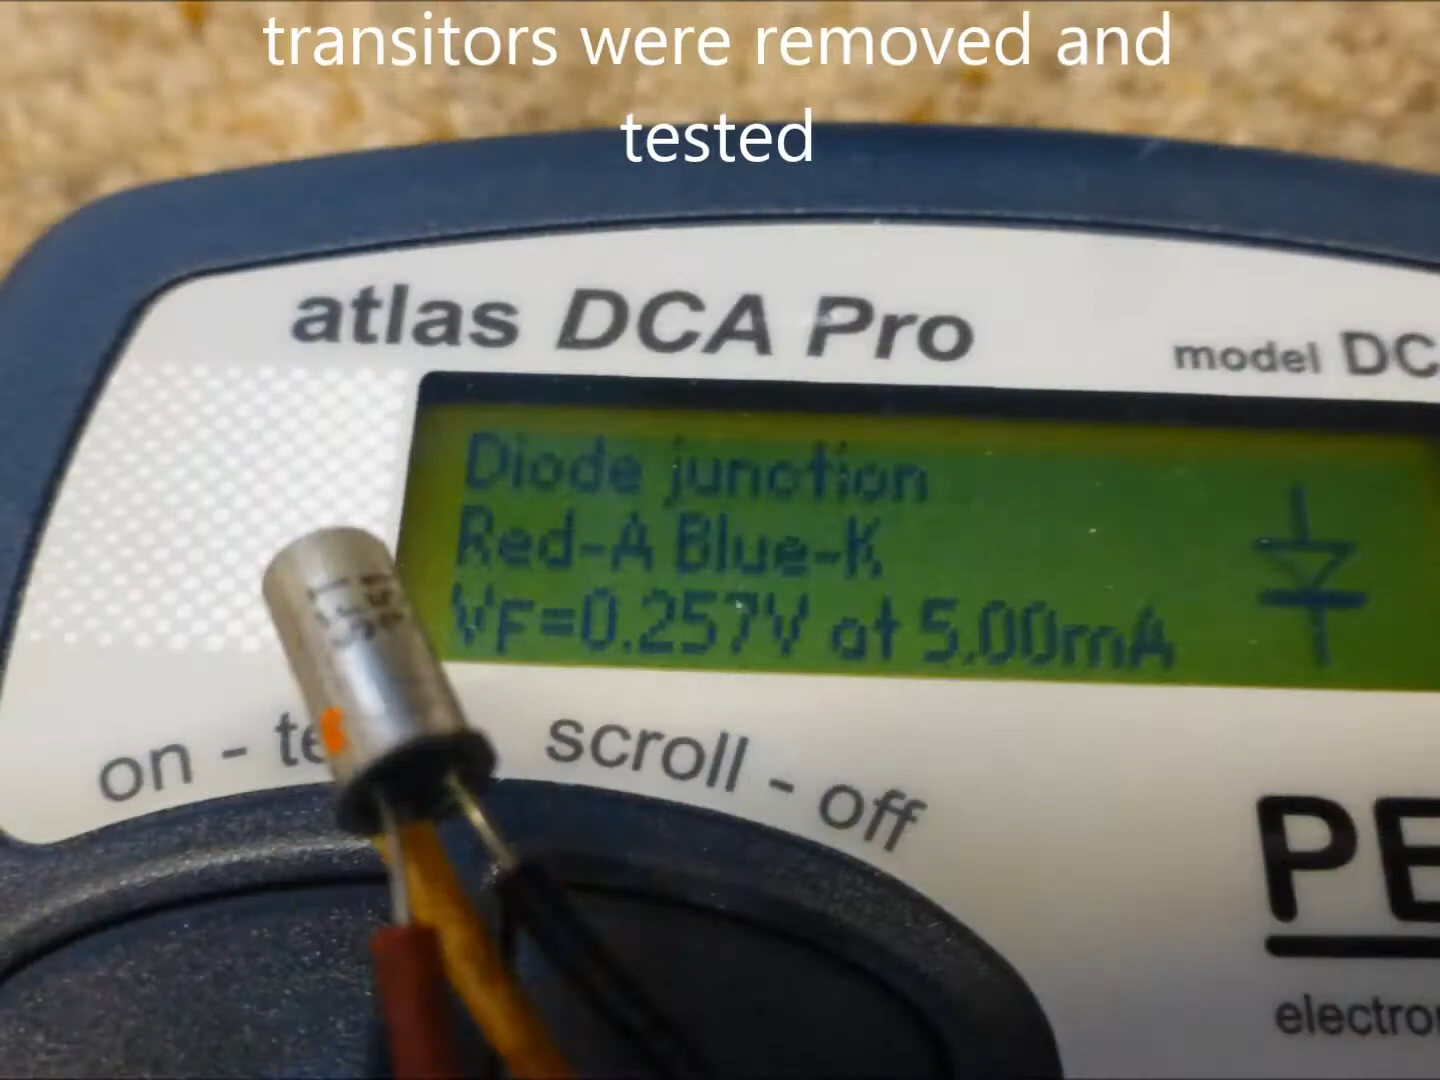 transitors were removed and
tested
atlas DCA Pro
model DC
Diode junction
Red-A Blue-K
VF=0.257V at 5.00mA
on - te
scroll - off
PE
electron